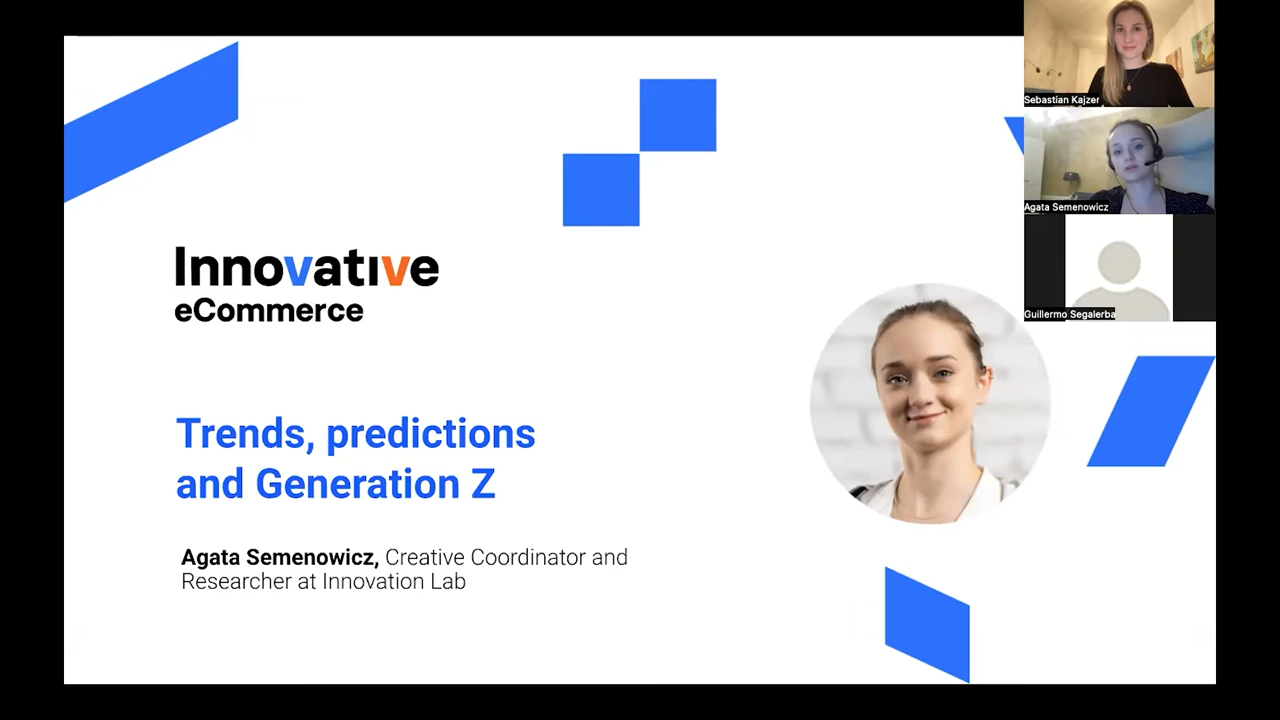 Innovative
eCommerce
Trends, predictions
and Generation Z
Agata Semenowicz, Creative Coordinator and
Researcher at Innovation Lab
Sebastian Kajzer
Agata Semenowicz
Guillermo Segalerba